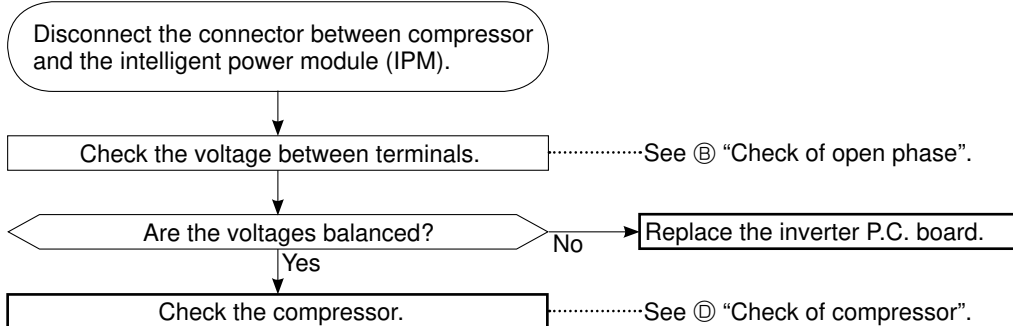 Disconnect the connector between compressor
and the intelligent power module (IPM).
Check the voltage between terminals.
See Ⓑ “Check of open phase”.
Are the voltages balanced?
No
Replace the inverter P.C. board.
Yes
Check the compressor.
See Ⓓ “Check of compressor”.